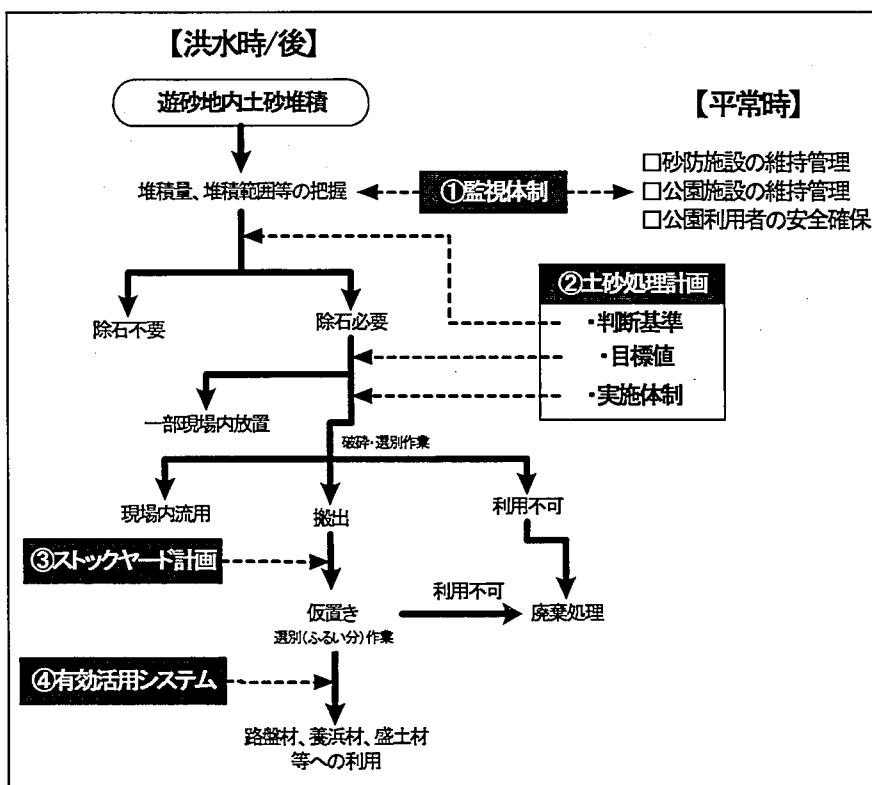 【洪水時/後】
遊砂地内土砂堆積
【平常時】
□砂防施設の維持管理
堆積量、堆積範囲等の把握
①監視体制
□公園施設の維持管理
□公園利用者の安全確保
②土砂処理計画
・判断基準
除石不要
除石必要
・目標値
・実施体制
一部現場内放置
破砕・選別作業
現場内流用
搬出
利用不可
③ストックヤード計画
利用不可
仮置き
廃棄処理
選別(ふるい分)作業
④有効活用システム
路盤材、養浜材、盛土材
等への利用